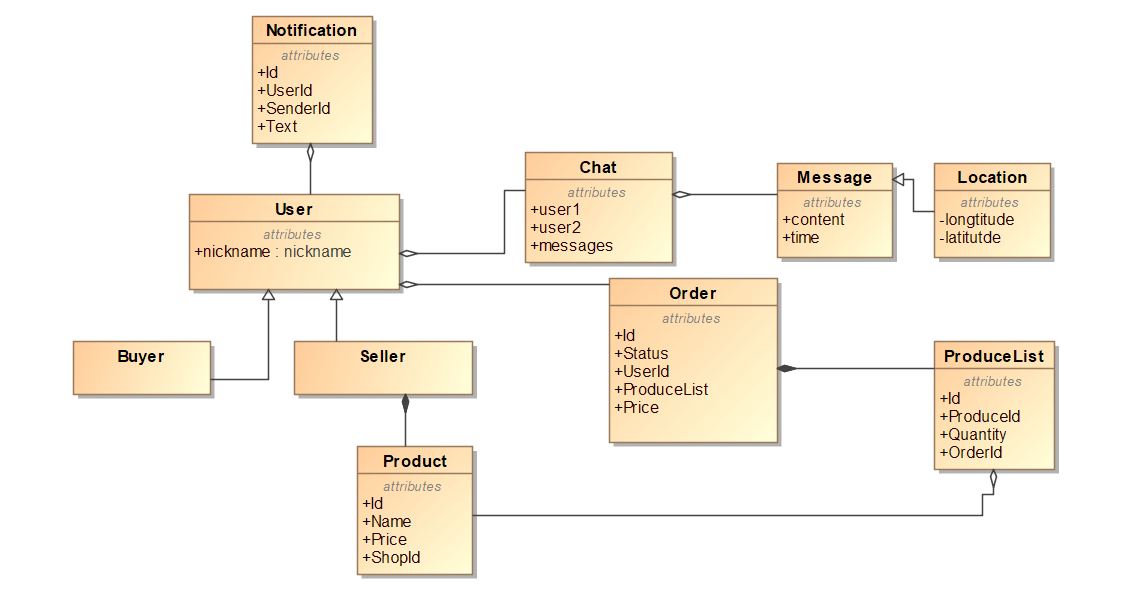 Notification
attributes
+Id
+UserId
+SenderId
+Text
User
attributes
+nickname : nickname
Chat
attributes
+user1
+user2
+messages
Message
attributes
+content
+time
Location
attributes
-longtitude
-latitutde
Order
attributes
+Id
+Status
+UserId
+ProduceList
+Price
Buyer
Seller
ProduceList
attributes
+Id
+ProduceId
+Quantity
+OrderId
Product
attributes
+Id
+Name
+Price
+ShopId